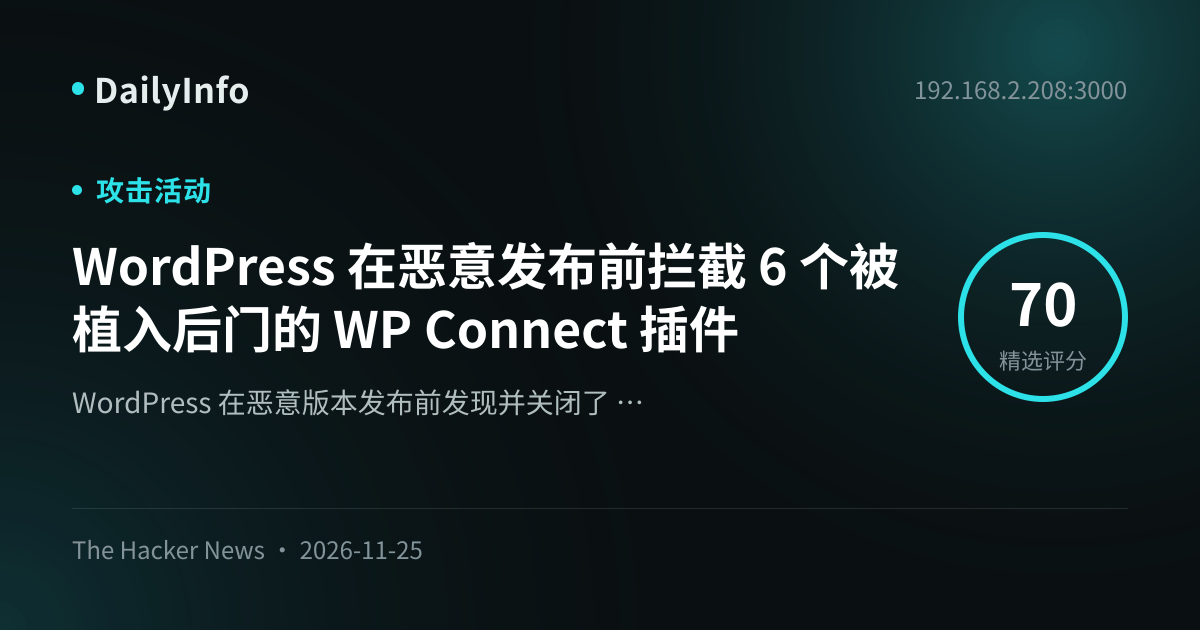 DailyInfo
192.168.2.208:3000
攻击活动
WordPress 在恶意发布前拦截 6 个被
植入后门的 WP Connect 插件
70
精选评分
WordPress 在恶意版本发布前发现并关闭了 …
The Hacker News · 2026-11-25